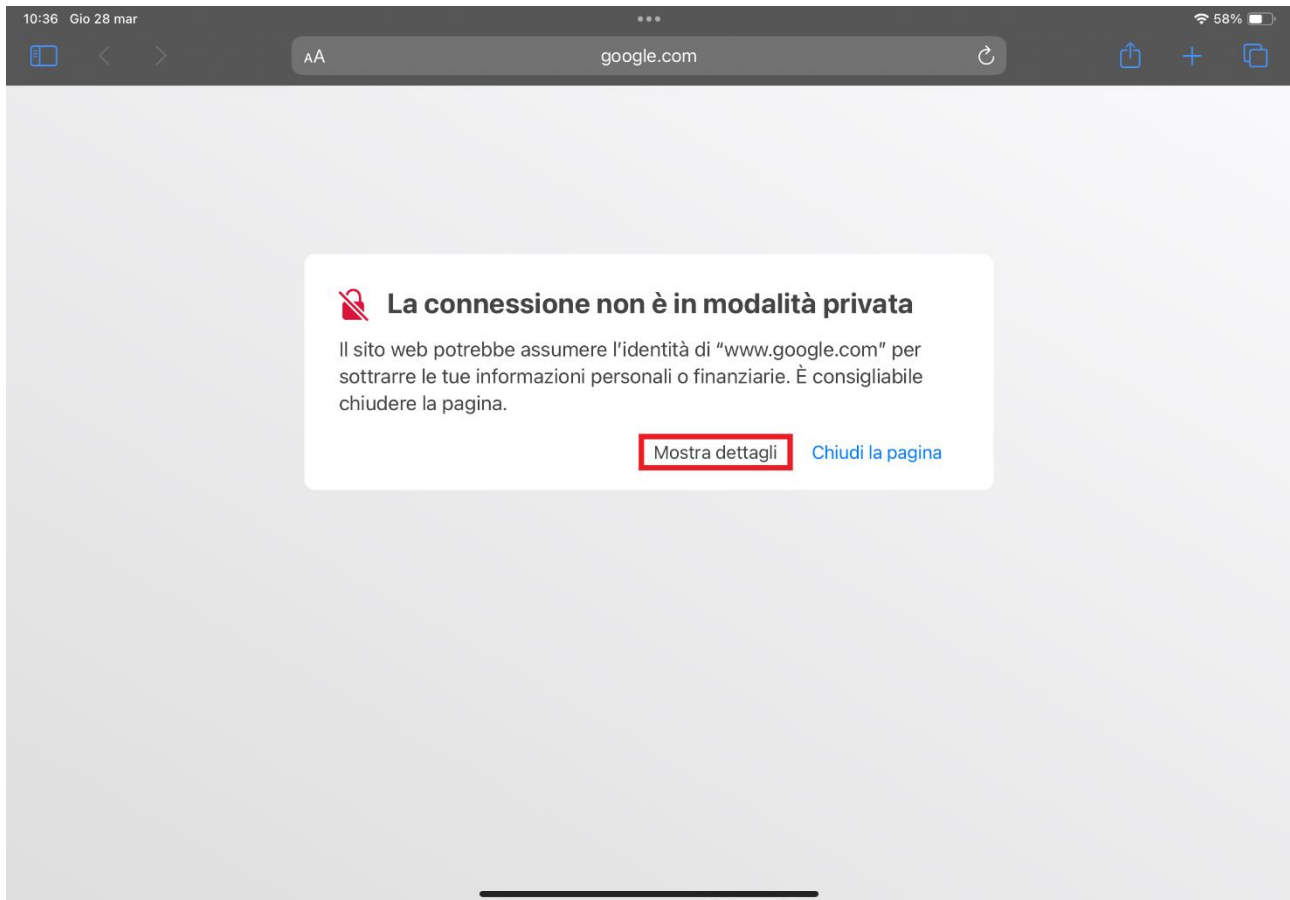 10:36 Gio 28 mar
58%
AA
google.com
La connessione non è in modalità privata
Il sito web potrebbe assumere l'identità di “www.google.com” per
sottrarre le tue informazioni personali o finanziarie. È consigliabile
chiudere la pagina.
Mostra dettagli
Chiudi la pagina